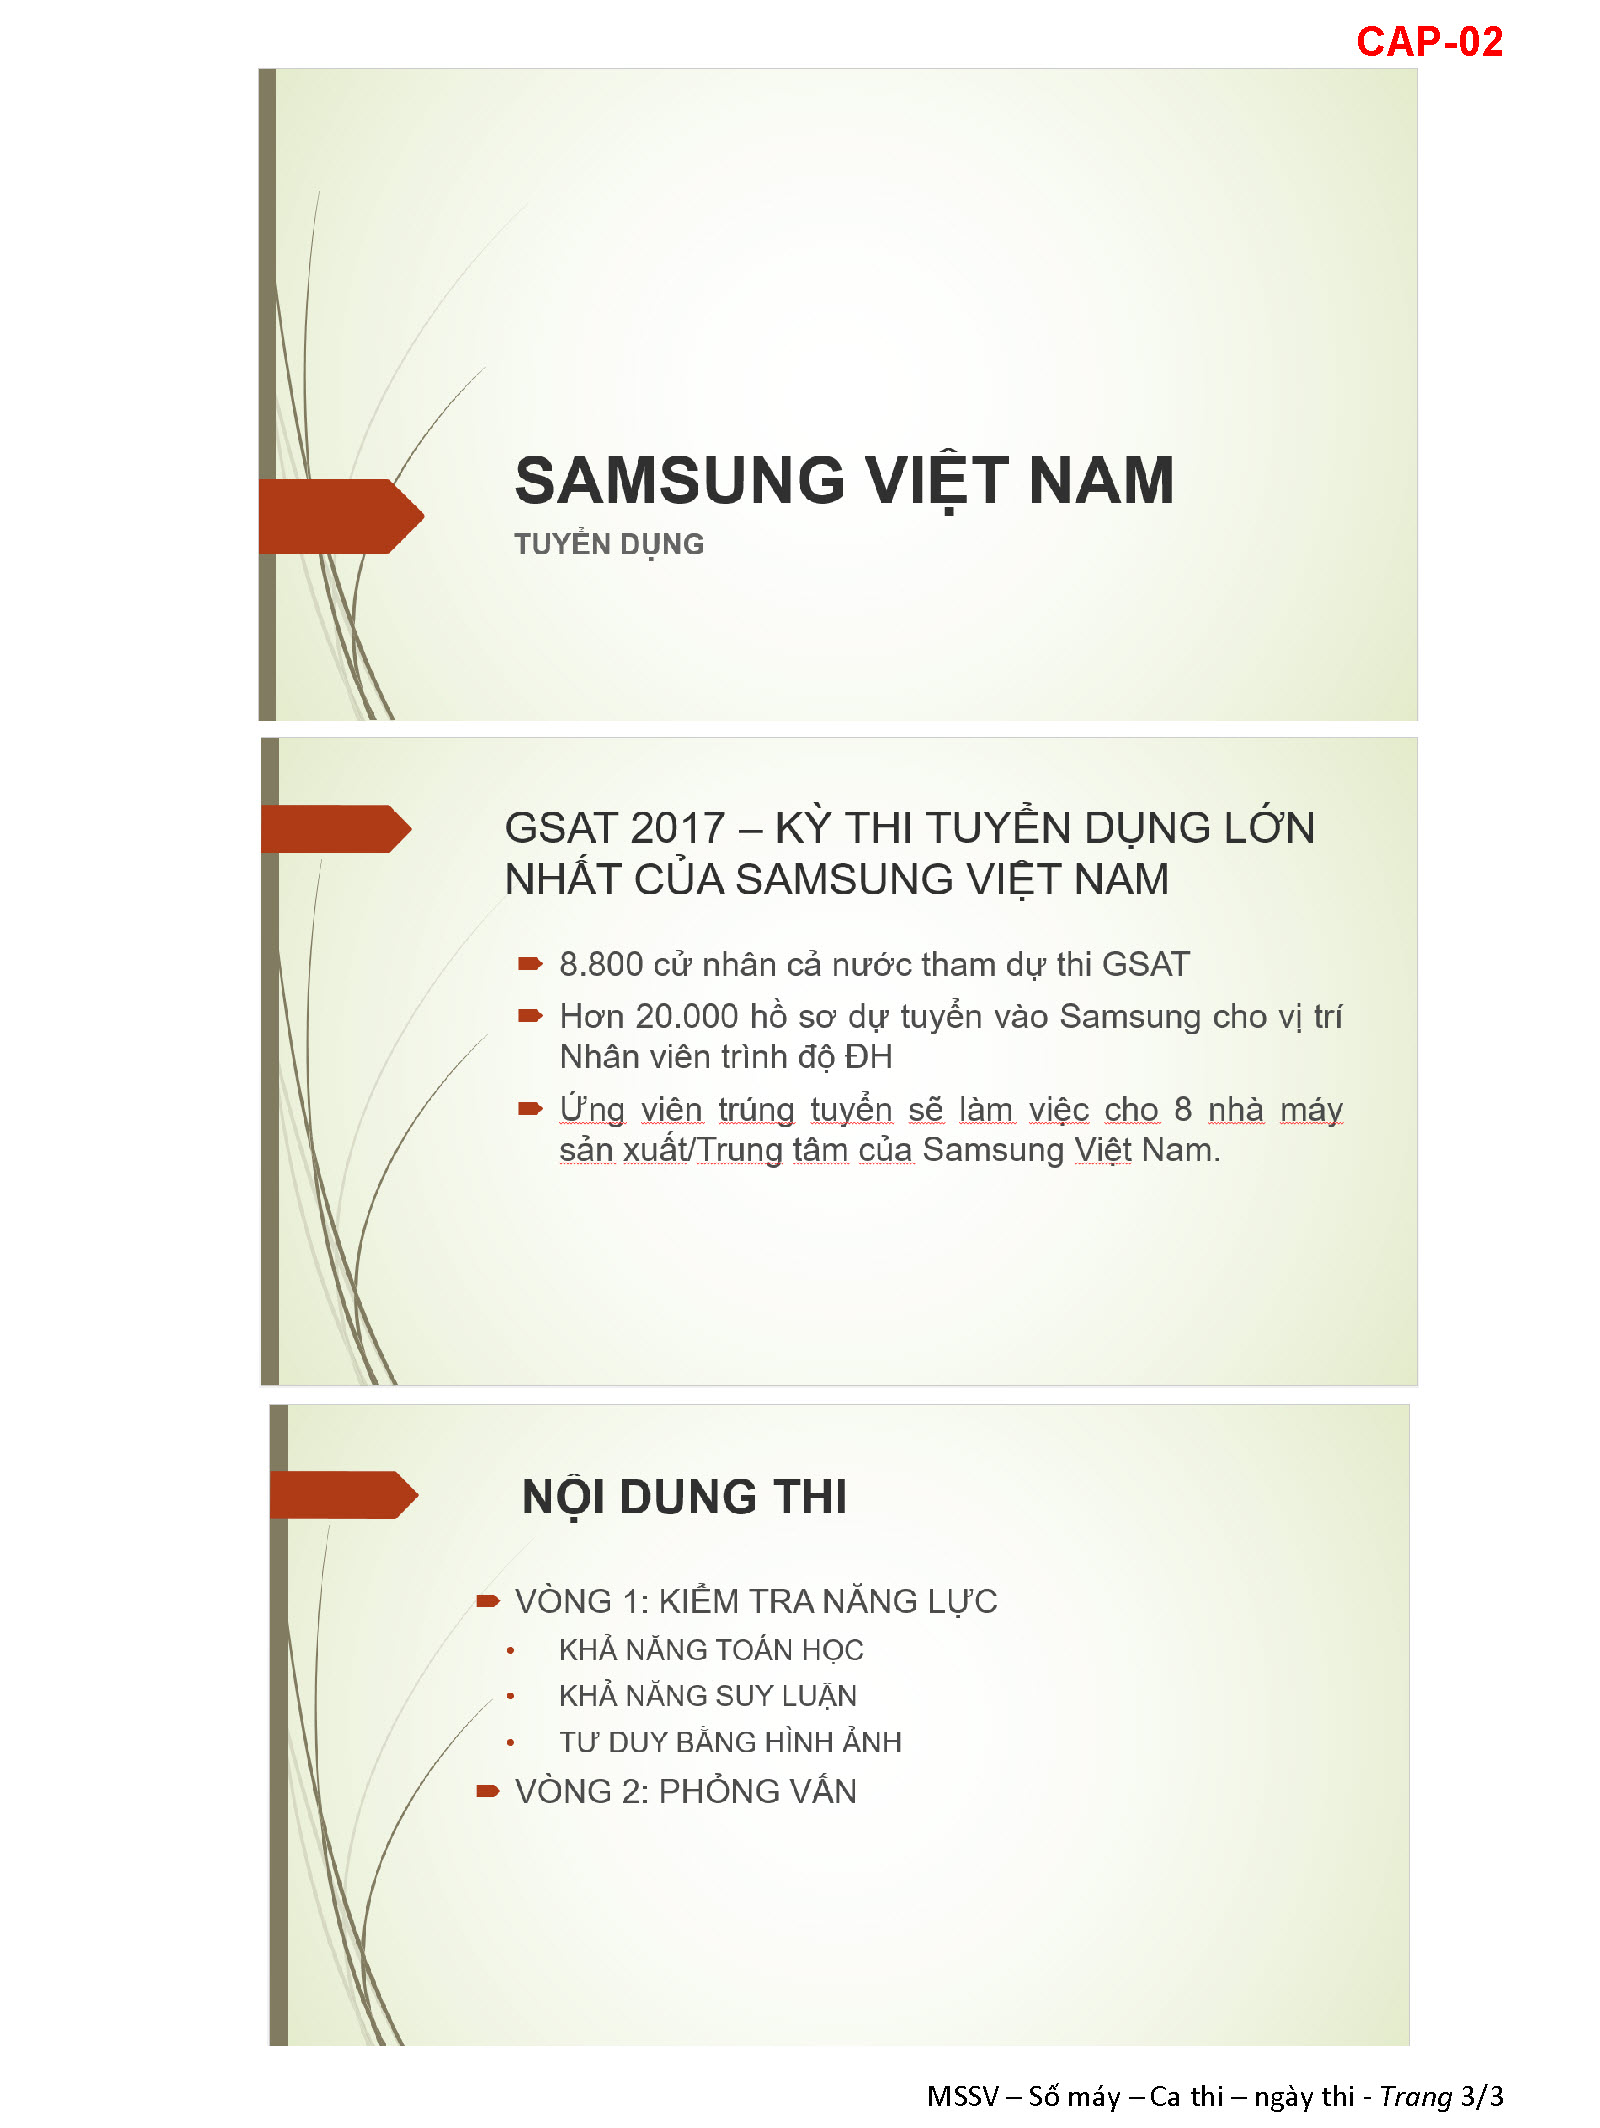 CAP-02
SAMSUNG VIỆT NAM
TUYỂN DỤNG
GSAT 2017 – KỲ THI TUYỂN DỤNG LỚN
NHẤT CỦA SAMSUNG VIỆT NAM
8.800 cử nhân cả nước tham dự thi GSAT
Hơn 20.000 hồ sơ dự tuyển vào Samsung cho vị trí
Nhân viên trình độ ĐH
Ứng viên trúng tuyển sẽ làm việc cho 8 nhà máy
sản xuất/Trung tâm của Samsung Việt Nam.
NỘI DUNG THI
VÒNG 1: KIỂM TRA NĂNG LỰC
• KHẢ NĂNG TOÁN HỌC
• KHẢ NĂNG SUY LUẬN
• TƯ DUY BẰNG HÌNH ẢNH
VÒNG 2: PHỎNG VẤN
MSSV – Số máy – Ca thi – ngày thi - Trang 3/3